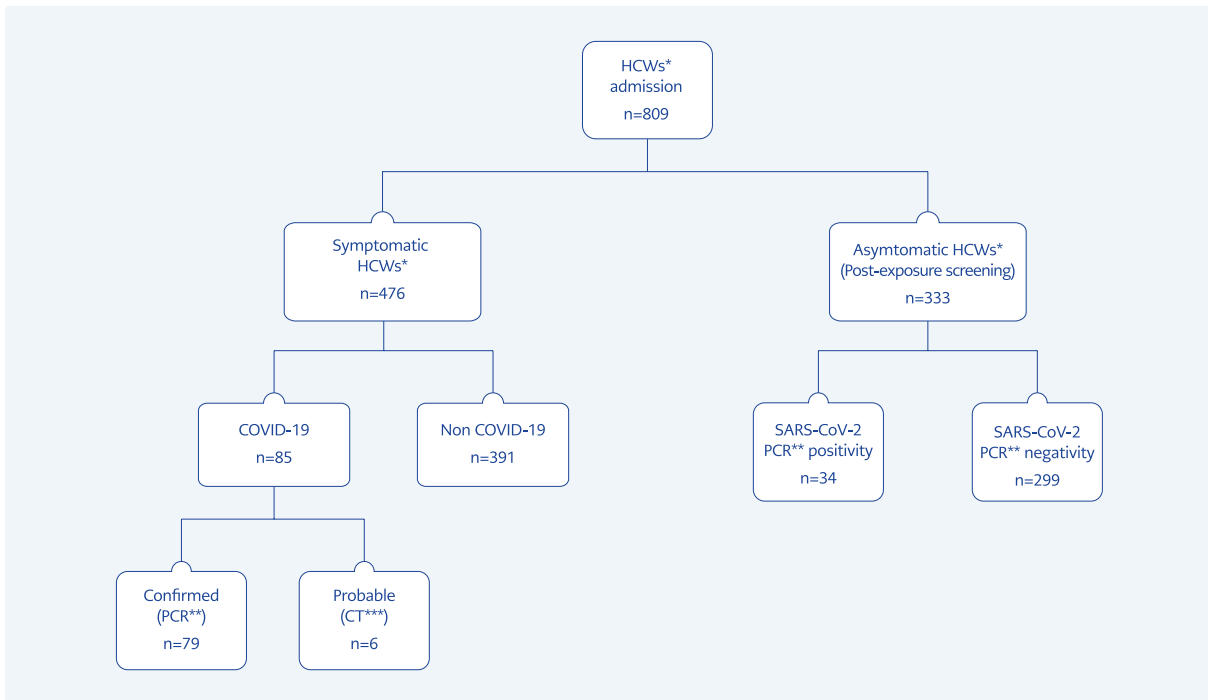 HCWs*
admission
n=809
Symptomatic
HCWs*
n=476
Asymtomatic HCWs*
(Post-exposure screening)
n=333
COVID-19
n=85
Non COVID-19
n=391
SARS-CoV-2
PCR** positivity
n=34
SARS-CoV-2
PCR** negativity
n=299
Confirmed
(PCR**)
n=79
Probable
(CT***)
n=6